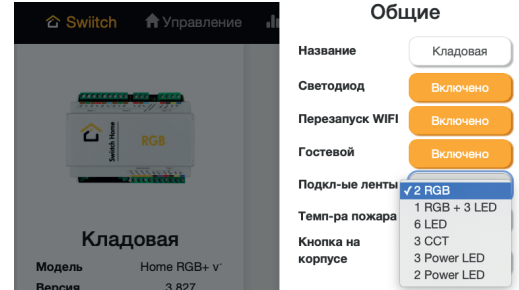 Swiitch
Управление
Swiitch Home
RGB
Кладовая
Модель Home RGB+ v
Версия 3.827
Общие
Название Кладовая
Светодиод Включено
Перезапуск WIFI Включено
Гостевой Включено
Подкл-ые ленты
✓ 2 RGB
1 RGB + 3 LED
6 LED
3 CCT
3 Power LED
2 Power LED
Темп-ра пожара
Кнопка на
корпусе